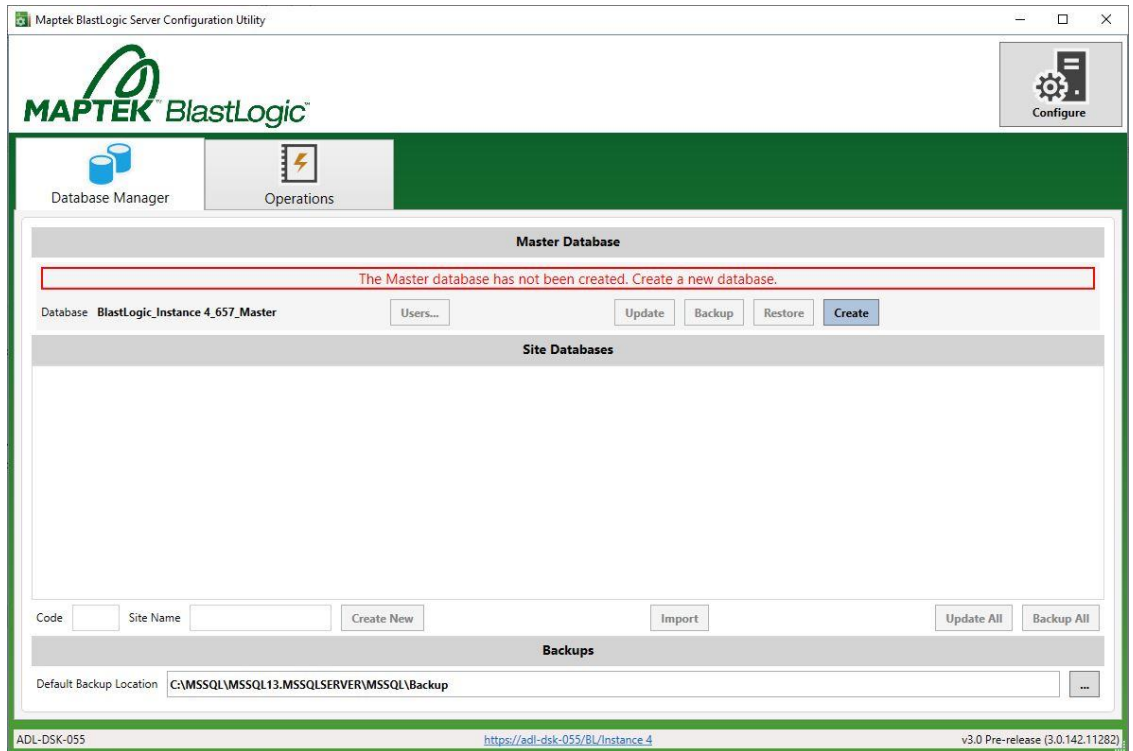 Maptek BlastLogic Server Configuration Utility
MAPTEK™ BlastLogic™
Configure
Database Manager Operations
Master Database
The Master database has not been created. Create a new database.
Database BlastLogic_Instance 4_657_Master Users... Update Backup Restore Create
Site Databases
Code Site Name Create New Import Update All Backup All
Backups
Default Backup Location C:\MSSQL\MSSQL13.MSSQLSERVER\MSSQL\Backup ...
ADL-DSK-055 https://adl-dsk-055/BL/Instance 4 v3.0 Pre-release (3.0.142.11282)